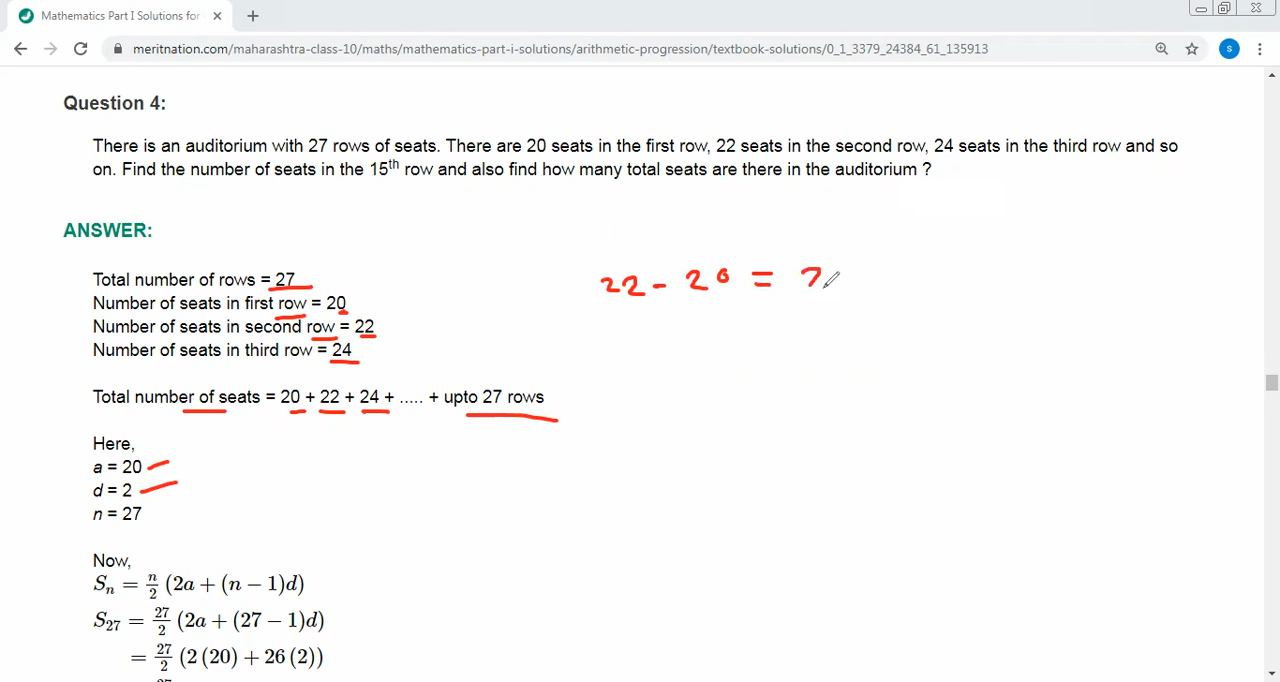 Mathematics Part I Solutions for
meritnation.com/maharashtra-class-10/maths/mathematics-part-i-solutions/arithmetic-progression/textbook-solutions/0_1_3379_24384_61_135913
S
Question 4:
There is an auditorium with 27 rows of seats. There are 20 seats in the first row, 22 seats in the second row, 24 seats in the third row and so
on. Find the number of seats in the 15th row and also find how many total seats are there in the auditorium ?
ANSWER:
Total number of rows = 27
22 - 20 =
Number of seats in first row = 20
Number of seats in second row = 22
Number of seats in third row = 24
Total number of seats = 20 + 22 + 24 + ..... + upto 27 rows
Here,
a = 20
d = 2
n = 27
Now,
Sₙ = n/2 (2a + (n − 1)d)
S₂₇ = 27/2 (2a + (27 − 1)d)
= 27/2 (2 (20) + 26 (2))